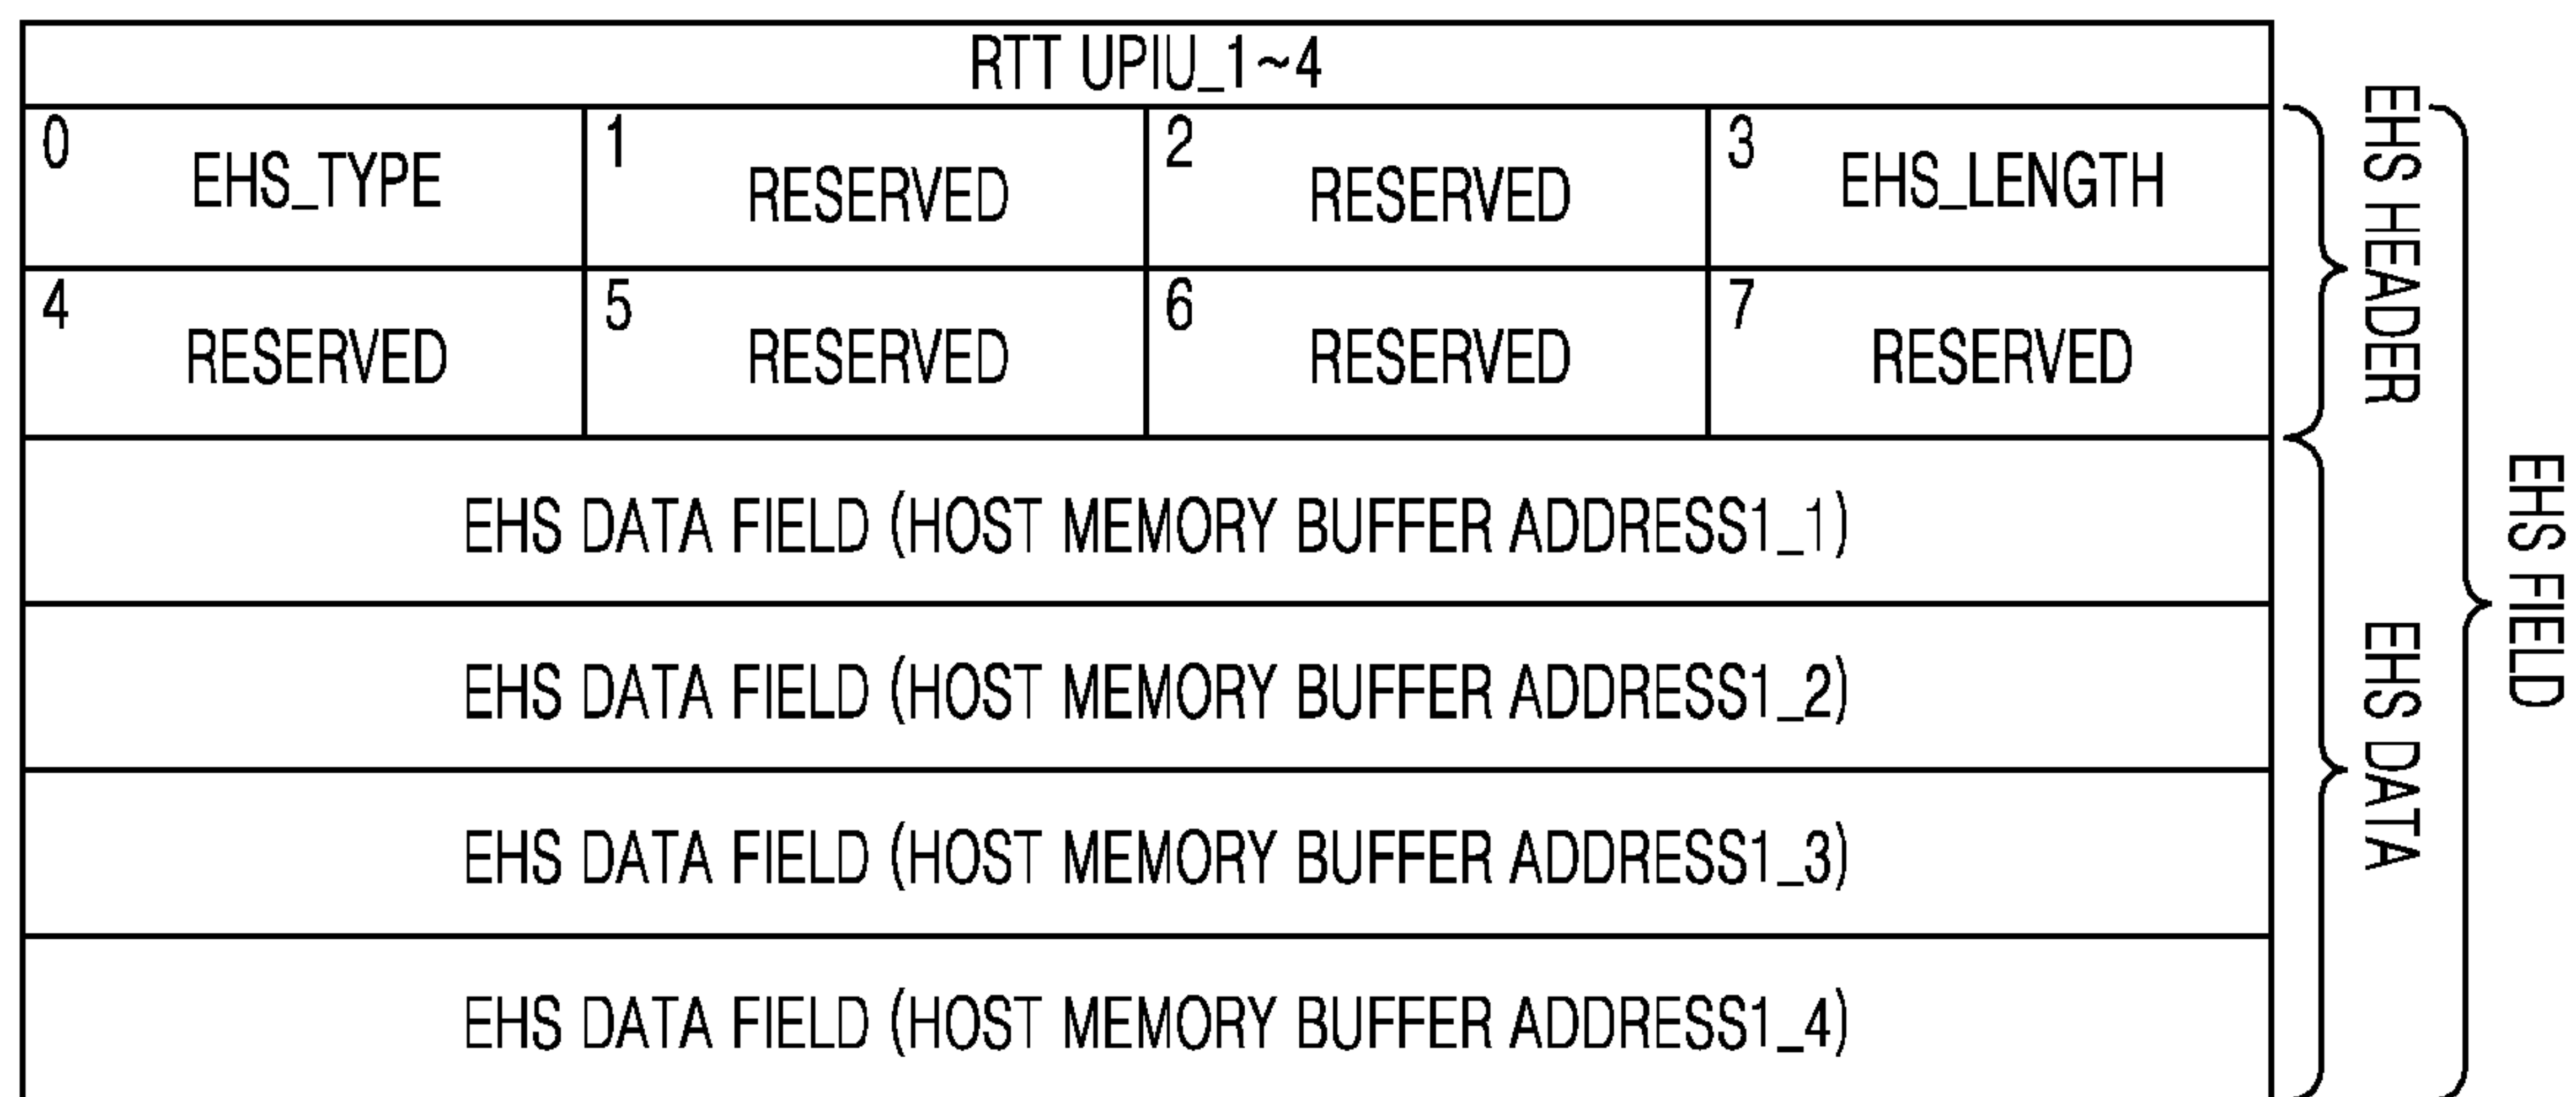 RTT UPIU_1~4
0 EHS_TYPE 1 RESERVED 2 RESERVED 3 EHS_LENGTH
4 RESERVED 5 RESERVED 6 RESERVED 7 RESERVED
EHS DATA FIELD (HOST MEMORY BUFFER ADDRESS1_1)
EHS DATA FIELD (HOST MEMORY BUFFER ADDRESS1_2)
EHS DATA FIELD (HOST MEMORY BUFFER ADDRESS1_3)
EHS DATA FIELD (HOST MEMORY BUFFER ADDRESS1_4)
EHS HEADER
EHS DATA
EHS FIELD